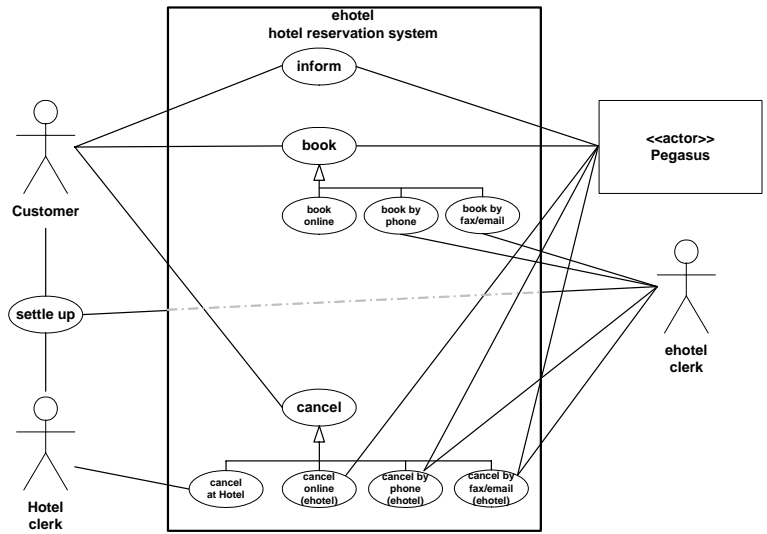 ehotel
hotel reservation system
inform
<<actor>>
Pegasus
book
Customer
book
online
book by
phone
book by
fax/email
settle up
ehotel
clerk
cancel
Hotel
clerk
cancel
at Hotel
cancel
online
(ehotel)
cancel by
phone
(ehotel)
cancel by
fax/email
(ehotel)